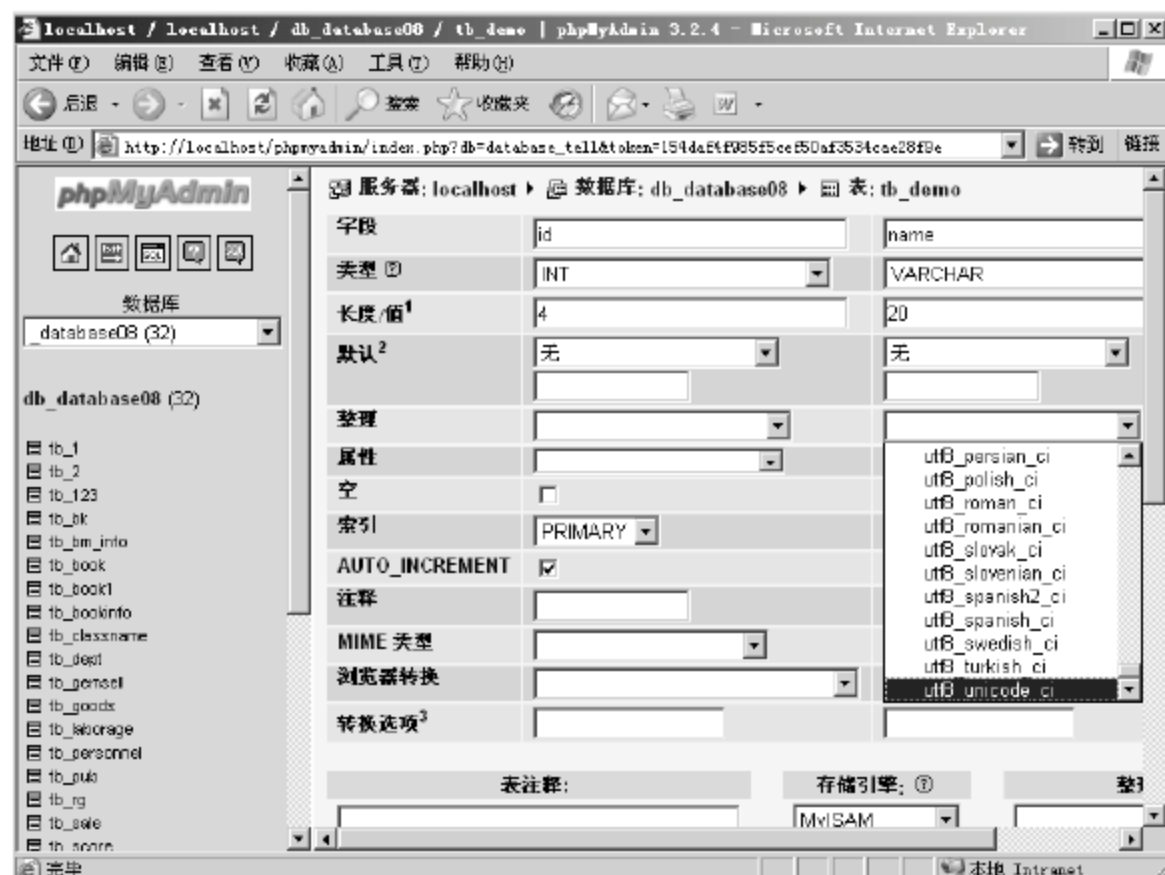 localhost / localhost / db_database08 / tb_demo | phpMyAdmin 3.2.4 - Microsoft Internet Explorer
文件(F) 编辑(E) 查看(V) 收藏(A) 工具(T) 帮助(H)
后退 搜索 收藏夹
地址(D) http://localhost/phpmyadmin/index.php?db=database_tell&token=154daf4f985f5cef50af3534cae28f9e 转到 链接
phpMyAdmin
SQL
数据库
_database08 (32)
db_database08 (32)
tb_1
tb_2
tb_123
tb_bk
tb_bm_info
tb_book
tb_book1
tb_bookinfo
tb_classname
tb_dept
tb_goods
tb_laborage
tb_personnel
tb_pub
tb_rg
tb_sale
tb_score
服务器: localhost 数据库: db_database08 表: tb_demo
字段 id name
类型 INT VARCHAR
长度/值1 4 20
默认2 无 无
整理
属性
空
索引 PRIMARY
AUTO_INCREMENT
注释
MIME 类型
浏览器转换
转换选项3
utf8_persian_ci
utf8_polish_ci
utf8_roman_ci
utf8_romanian_ci
utf8_slovak_ci
utf8_slovenian_ci
utf8_spanish2_ci
utf8_spanish_ci
utf8_swedish_ci
utf8_turkish_ci
utf8_unicode_ci
表注释: 存储引擎: 整理
MyISAM
完毕 本地 Intranet